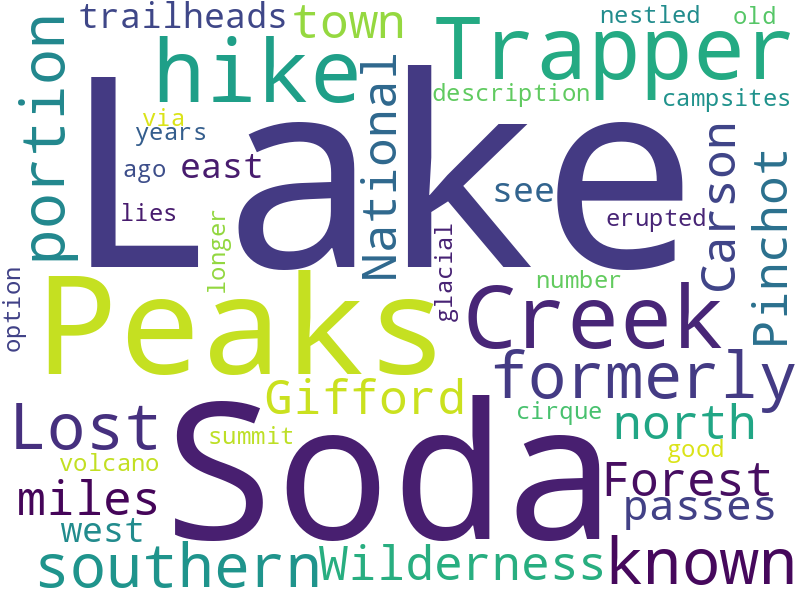 trailheads
town
nestled
old
portion
hike
Trapper
description
campsites
via
years
Lake
National
ago
east
see
Carson
Pinchot
lies
erupted
longer
glacial
option
number
Peaks
Creek
formerly
Gifford
Lost
cirque
north
summit
Soda
good
volcano
Forest
miles
passes
west
southern
Wilderness
known